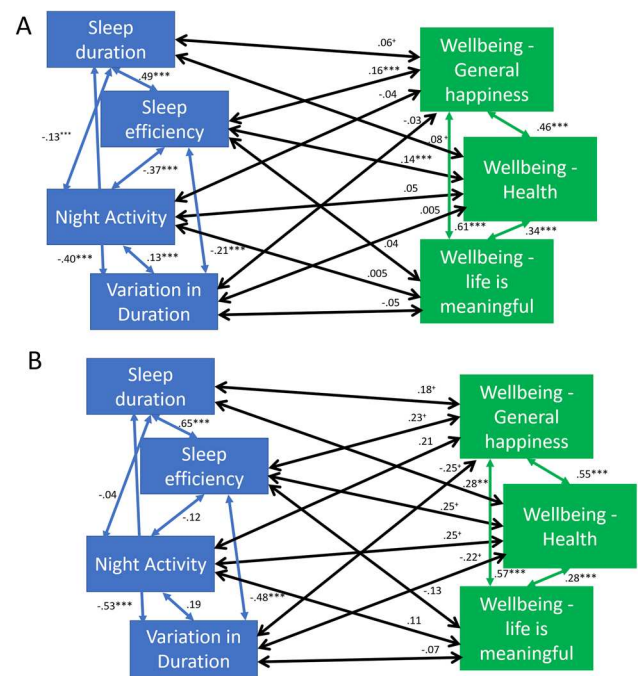 A
Sleep
duration
Sleep
efficiency
Night Activity
Variation in
Duration
Wellbeing -
General
happiness
Wellbeing -
Health
Wellbeing -
life is
meaningful
.49***
-.13***
-.37***
-.40***
.13***
-.21***
.06+
.16***
-.04
-.03
.08+
.14***
.05
.005
.04
.005
-.05
.46***
.61***
.34***
B
Sleep
duration
Sleep
efficiency
Night Activity
Variation in
Duration
Wellbeing -
General
happiness
Wellbeing -
Health
Wellbeing -
life is
meaningful
.65***
-.04
-.12
-.53***
.19
-.48***
.18+
.23+
.21
-.25+
.28**
.25+
.25+
-.22+
-.13
.11
-.07
.55***
.57***
.28***